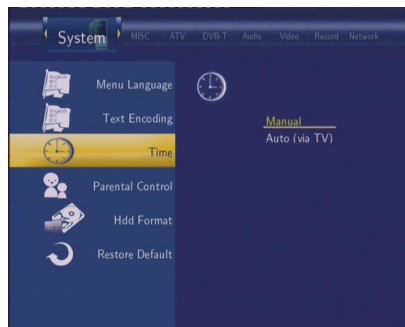 System MISC ATV DVB-T Audio Video Record Network
Menu Language
Text Encoding
Time
Manual
Auto (via TV)
Parental Control
Hdd Format
Restore Default